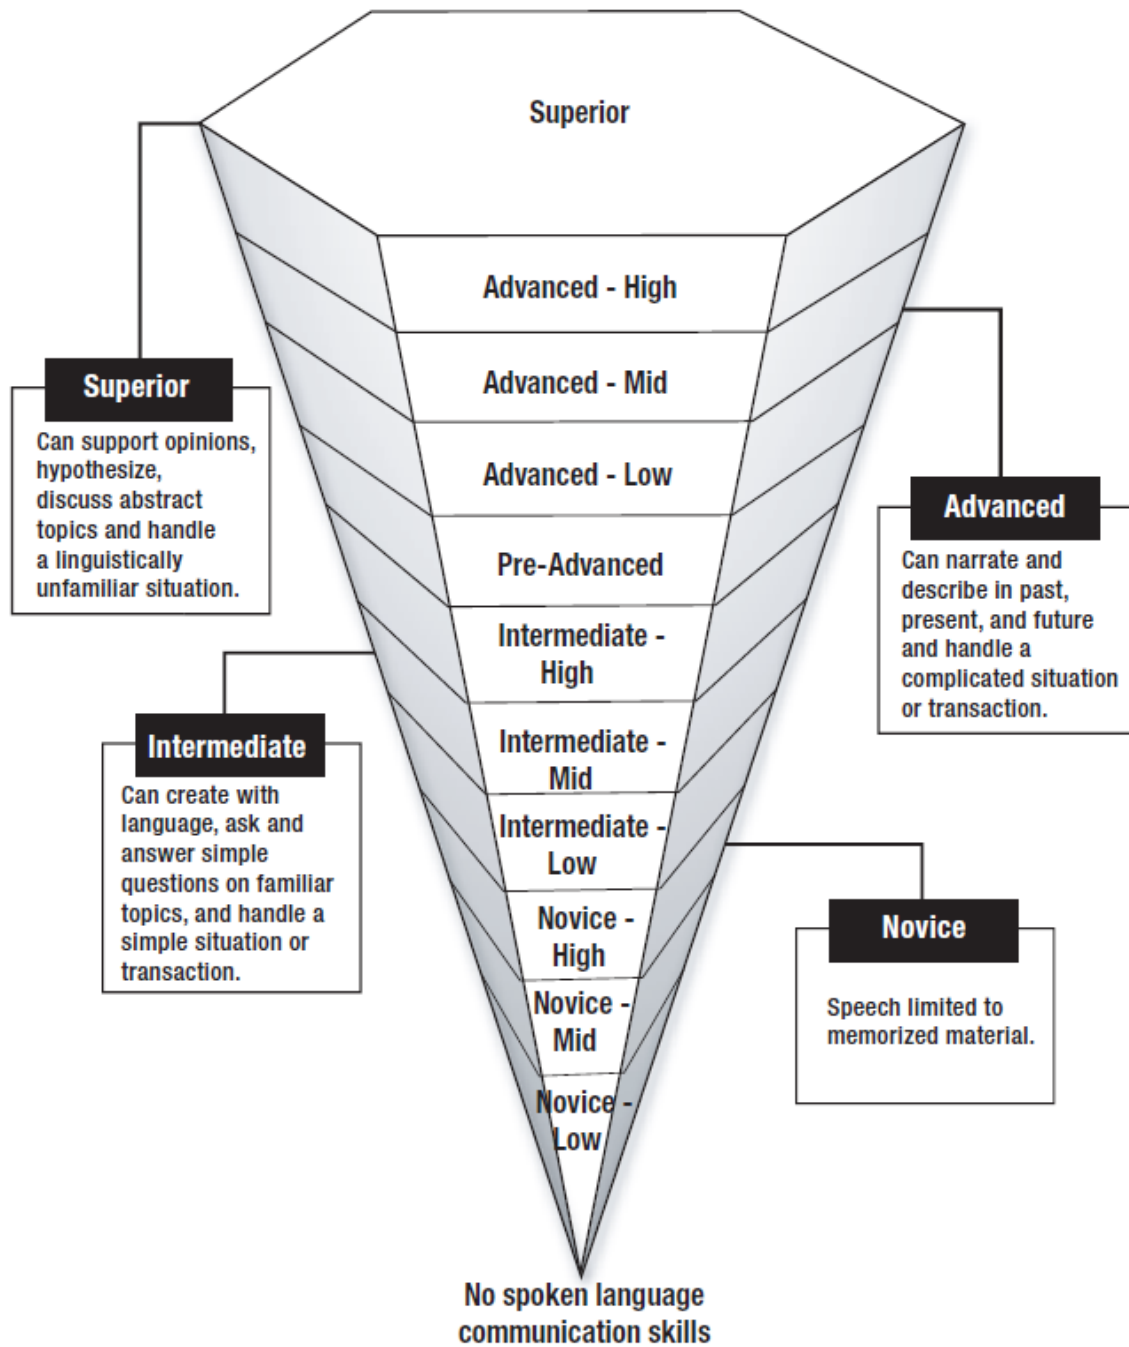 Superior
Advanced - High
Advanced - Mid
Advanced - Low
Pre-Advanced
Intermediate -
High
Intermediate -
Mid
Intermediate -
Low
Novice -
High
Novice -
Mid
Novice -
Low
No spoken language
communication skills
Superior
Can support opinions,
hypothesize,
discuss abstract
topics and handle
a linguistically
unfamiliar situation.
Advanced
Can narrate and
describe in past,
present, and future
and handle a
complicated situation
or transaction.
Intermediate
Can create with
language, ask and
answer simple
questions on familiar
topics, and handle a
simple situation or
transaction.
Novice
Speech limited to
memorized material.